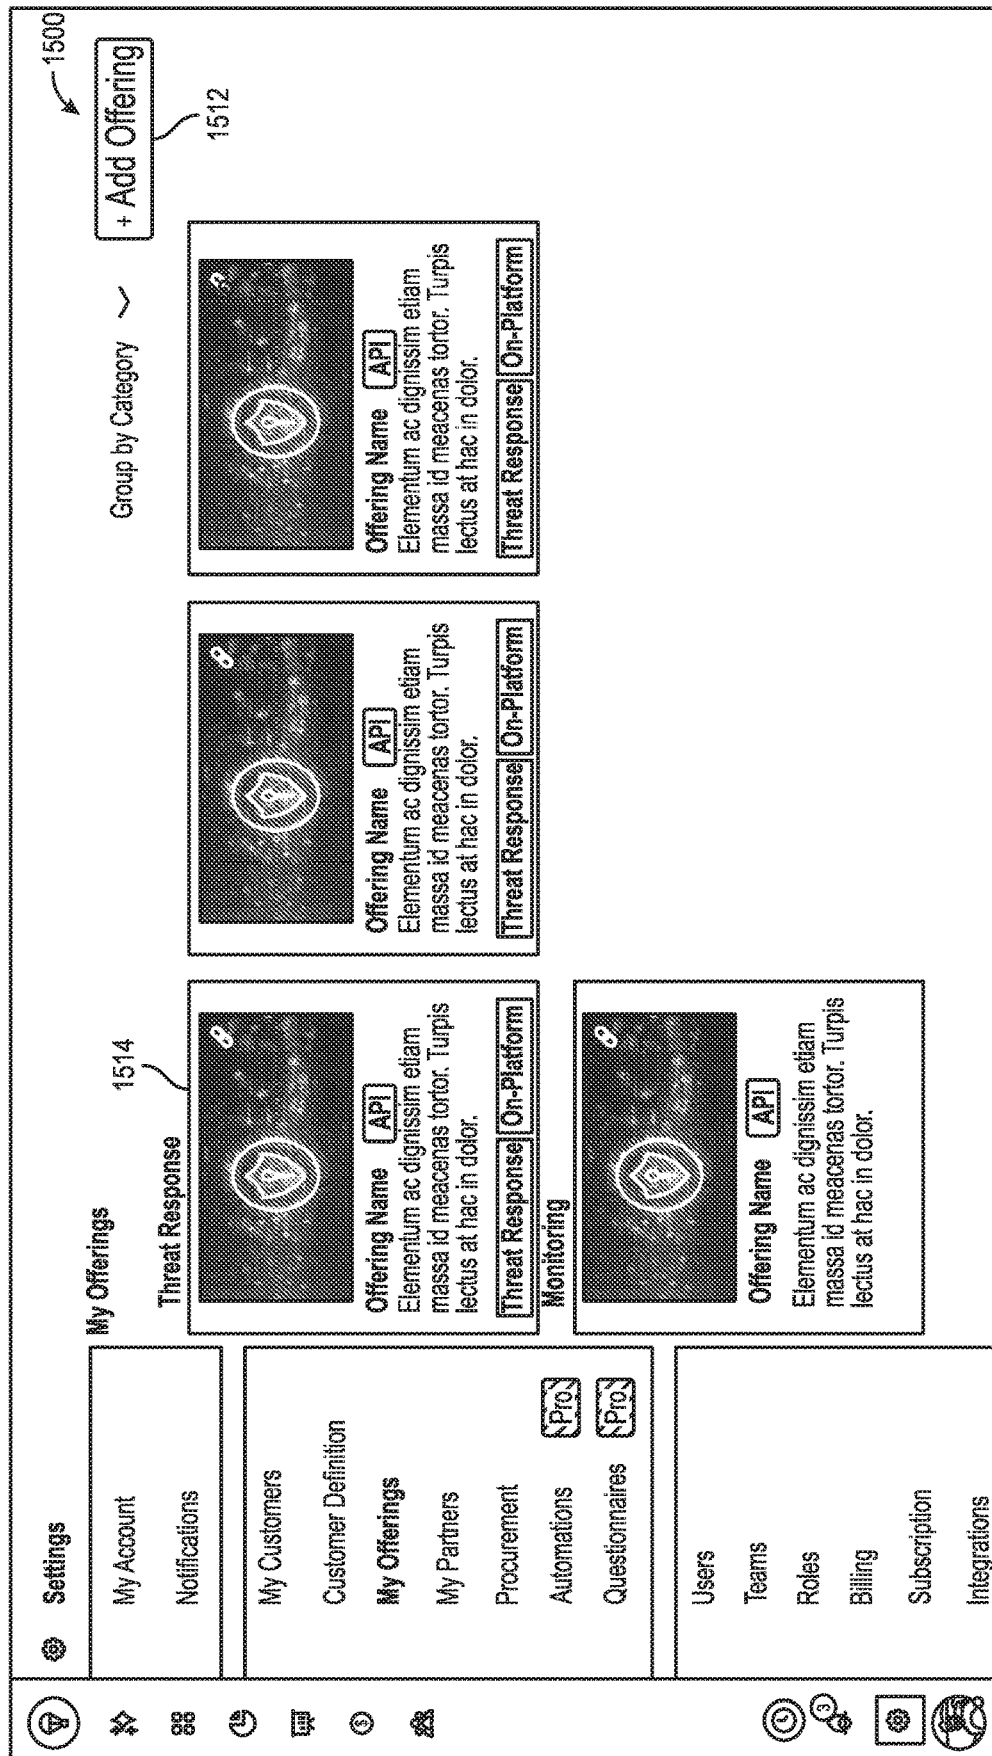 1500
Settings
My Account
Notifications
My Customers
Customer Definition
My Offerings
My Partners
Procurement
Automations Pro
Questionnaires Pro
Users
Teams
Roles
Billing
Subscription
Integrations
3
My Offerings
Group by Category
+ Add Offering
1512
Threat Response
1514
Offering Name API
Elementum ac dignissim etiam
massa id meacenas tortor. Turpis
lectus at hac in dolor.
Threat Response On-Platform
Offering Name API
Elementum ac dignissim etiam
massa id meacenas tortor. Turpis
lectus at hac in dolor.
Threat Response On-Platform
Offering Name API
Elementum ac dignissim etiam
massa id meacenas tortor. Turpis
lectus at hac in dolor.
Threat Response On-Platform
Monitoring
Offering Name API
Elementum ac dignissim etiam
massa id meacenas tortor. Turpis
lectus at hac in dolor.